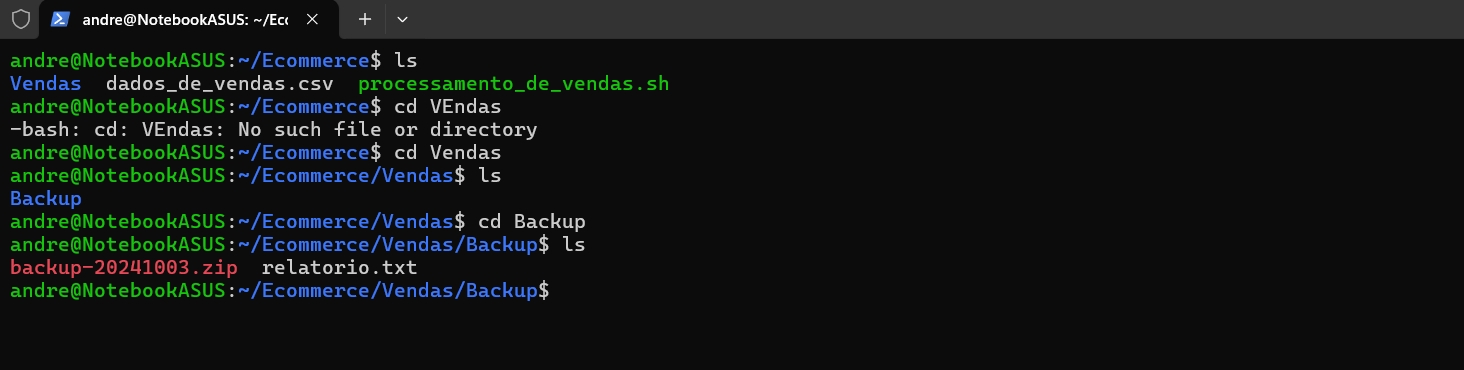 andre@NotebookASUS: ~/Ecc
andre@NotebookASUS:~/Ecommerce$ ls
Vendas  dados_de_vendas.csv  processamento_de_vendas.sh
andre@NotebookASUS:~/Ecommerce$ cd VEndas
-bash: cd: VEndas: No such file or directory
andre@NotebookASUS:~/Ecommerce$ cd Vendas
andre@NotebookASUS:~/Ecommerce/Vendas$ ls
Backup
andre@NotebookASUS:~/Ecommerce/Vendas$ cd Backup
andre@NotebookASUS:~/Ecommerce/Vendas/Backup$ ls
backup-20241003.zip  relatorio.txt
andre@NotebookASUS:~/Ecommerce/Vendas/Backup$